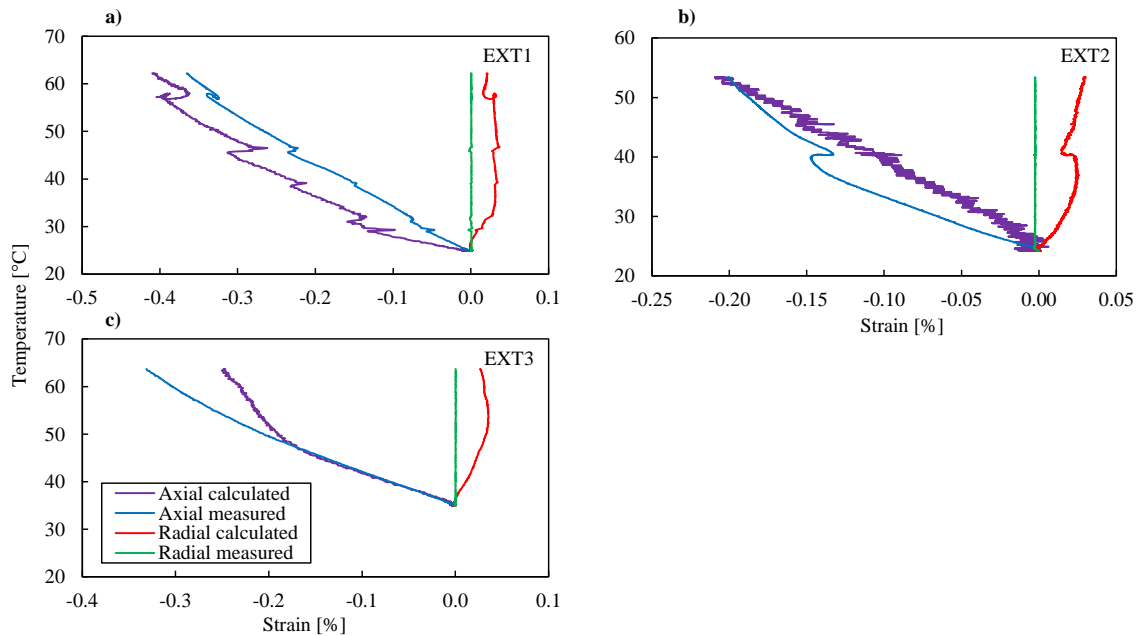 a)
70
60
50
40
30
20
-0.5
-0.4
-0.3
-0.2
-0.1
0.0
0.1
EXT1
b)
60
50
40
30
20
-0.25
-0.20
-0.15
-0.10
-0.05
0.00
0.05
Strain [%]
EXT2
Temperature [°C]
c)
70
60
50
40
30
20
EXT3
Axial calculated
Axial measured
Radial calculated
Radial measured
-0.4
-0.3
-0.2
-0.1
0.0
0.1
Strain [%]